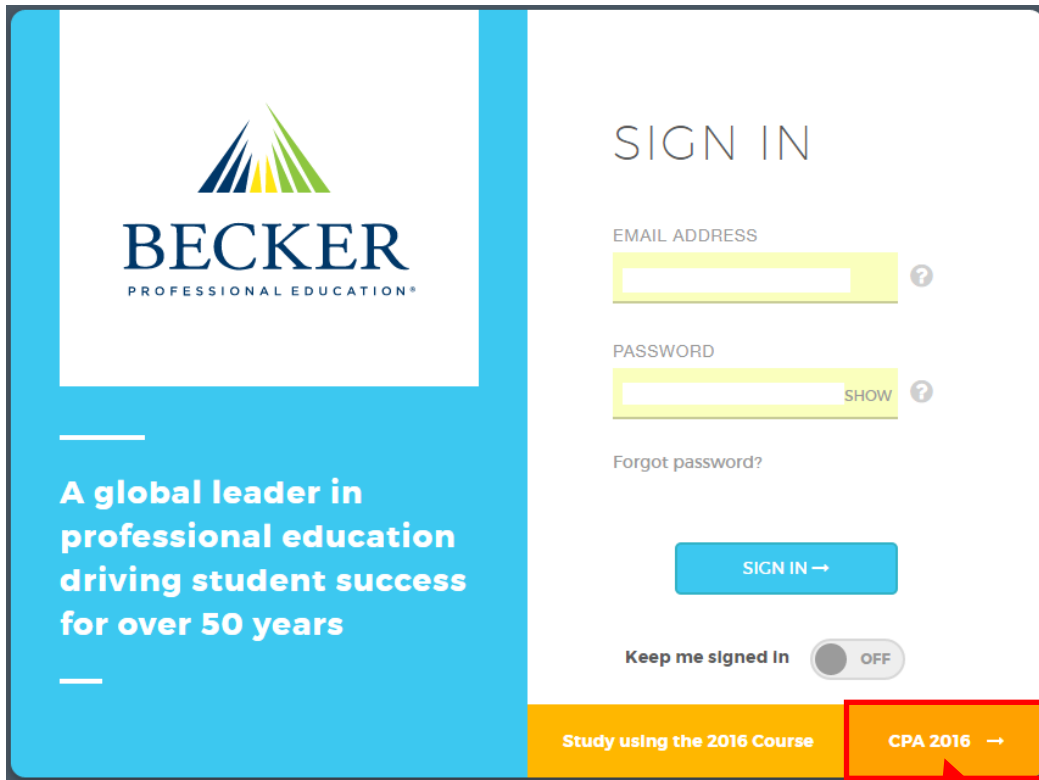 BECKER
PROFESSIONAL EDUCATION®
A global leader in
professional education
driving student success
for over 50 years
SIGN IN
EMAIL ADDRESS
?
PASSWORD
SHOW
?
Forgot password?
SIGN IN →
Keep me signed in OFF
Study using the 2016 Course CPA 2016 →